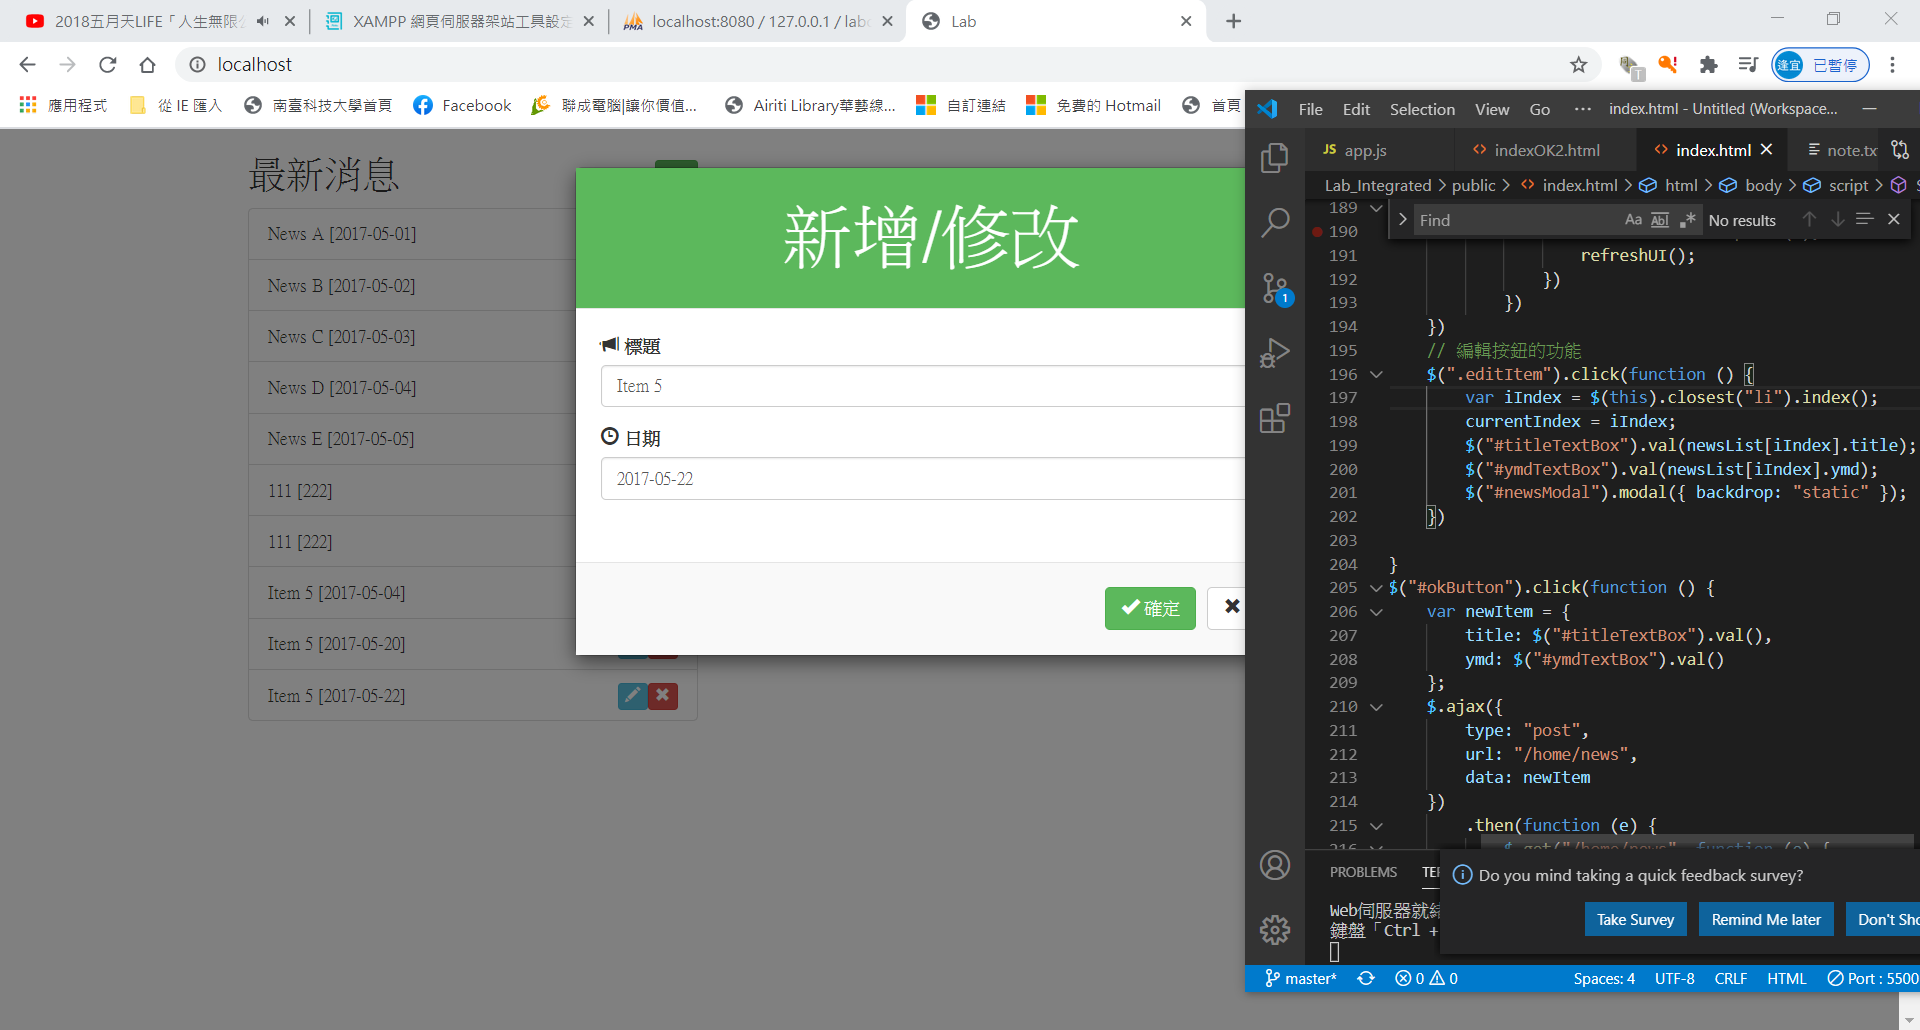 2018五月天LIFE「人生無限
XAMPP 網頁伺服器架站工具設定
PMA
localhost:8080 / 127.0.0.1 / lab
Lab
localhost
T
逢宜 已暫停
應用程式
從 IE 匯入
南臺科技大學首頁
Facebook
聯成電腦|讓你價值...
Airiti Library華藝線...
自訂連結
免費的 Hotmail
首頁
最新消息
News A [2017-05-01]
News B [2017-05-02]
News C [2017-05-03]
News D [2017-05-04]
News E [2017-05-05]
111 [222]
111 [222]
Item 5 [2017-05-04]
Item 5 [2017-05-20]
Item 5 [2017-05-22]
新增/修改
標題
Item 5
日期
2017-05-22
確定
File Edit Selection View Go ··· index.html - Untitled (Workspace...
JS app.js
indexOK2.html
index.html
note.tx
Lab_Integrated > public > index.html > html > body > script >
Find Aa Ab| .* No results
189
190
191 refreshUI();
192 })
193 })
194 })
195 // 編輯按鈕的功能
196 $(".editItem").click(function () {
197 var iIndex = $(this).closest("li").index();
198 currentIndex = iIndex;
199 $("#titleTextBox").val(newsList[iIndex].title);
200 $("#ymdTextBox").val(newsList[iIndex].ymd);
201 $("#newsModal").modal({ backdrop: "static" });
202 })
203
204 }
205 $("#okButton").click(function () {
206 var newItem = {
207 title: $("#titleTextBox").val(),
208 ymd: $("#ymdTextBox").val()
209 };
210 $.ajax({
211 type: "post",
212 url: "/home/news",
213 data: newItem
214 })
215 .then(function (e) {
216 $.get("/home/news", function (e) {
1
PROBLEMS TER
Web伺服器就緒
鍵盤「Ctrl +
Do you mind taking a quick feedback survey?
Take Survey
Remind Me later
Don't Sho
master* 0 0 Spaces: 4 UTF-8 CRLF HTML Port : 5500